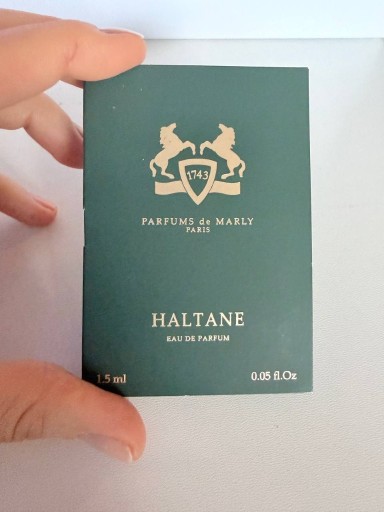 1743
PARFUMS de MARLY
PARIS
HALTANE
EAU DE PARFUM
1.5 ml 0.05 fl.Oz